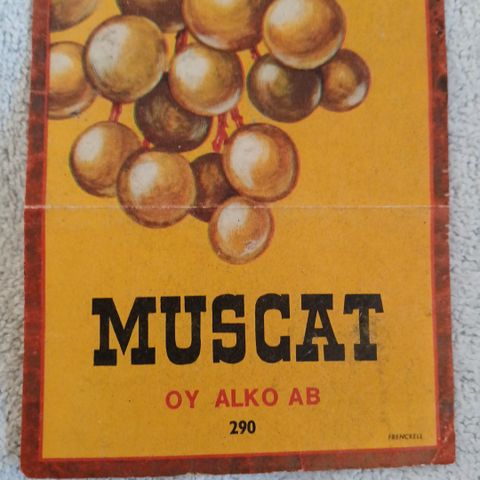 MUSCAT
OY ALKO AB
290
FRENCKELL